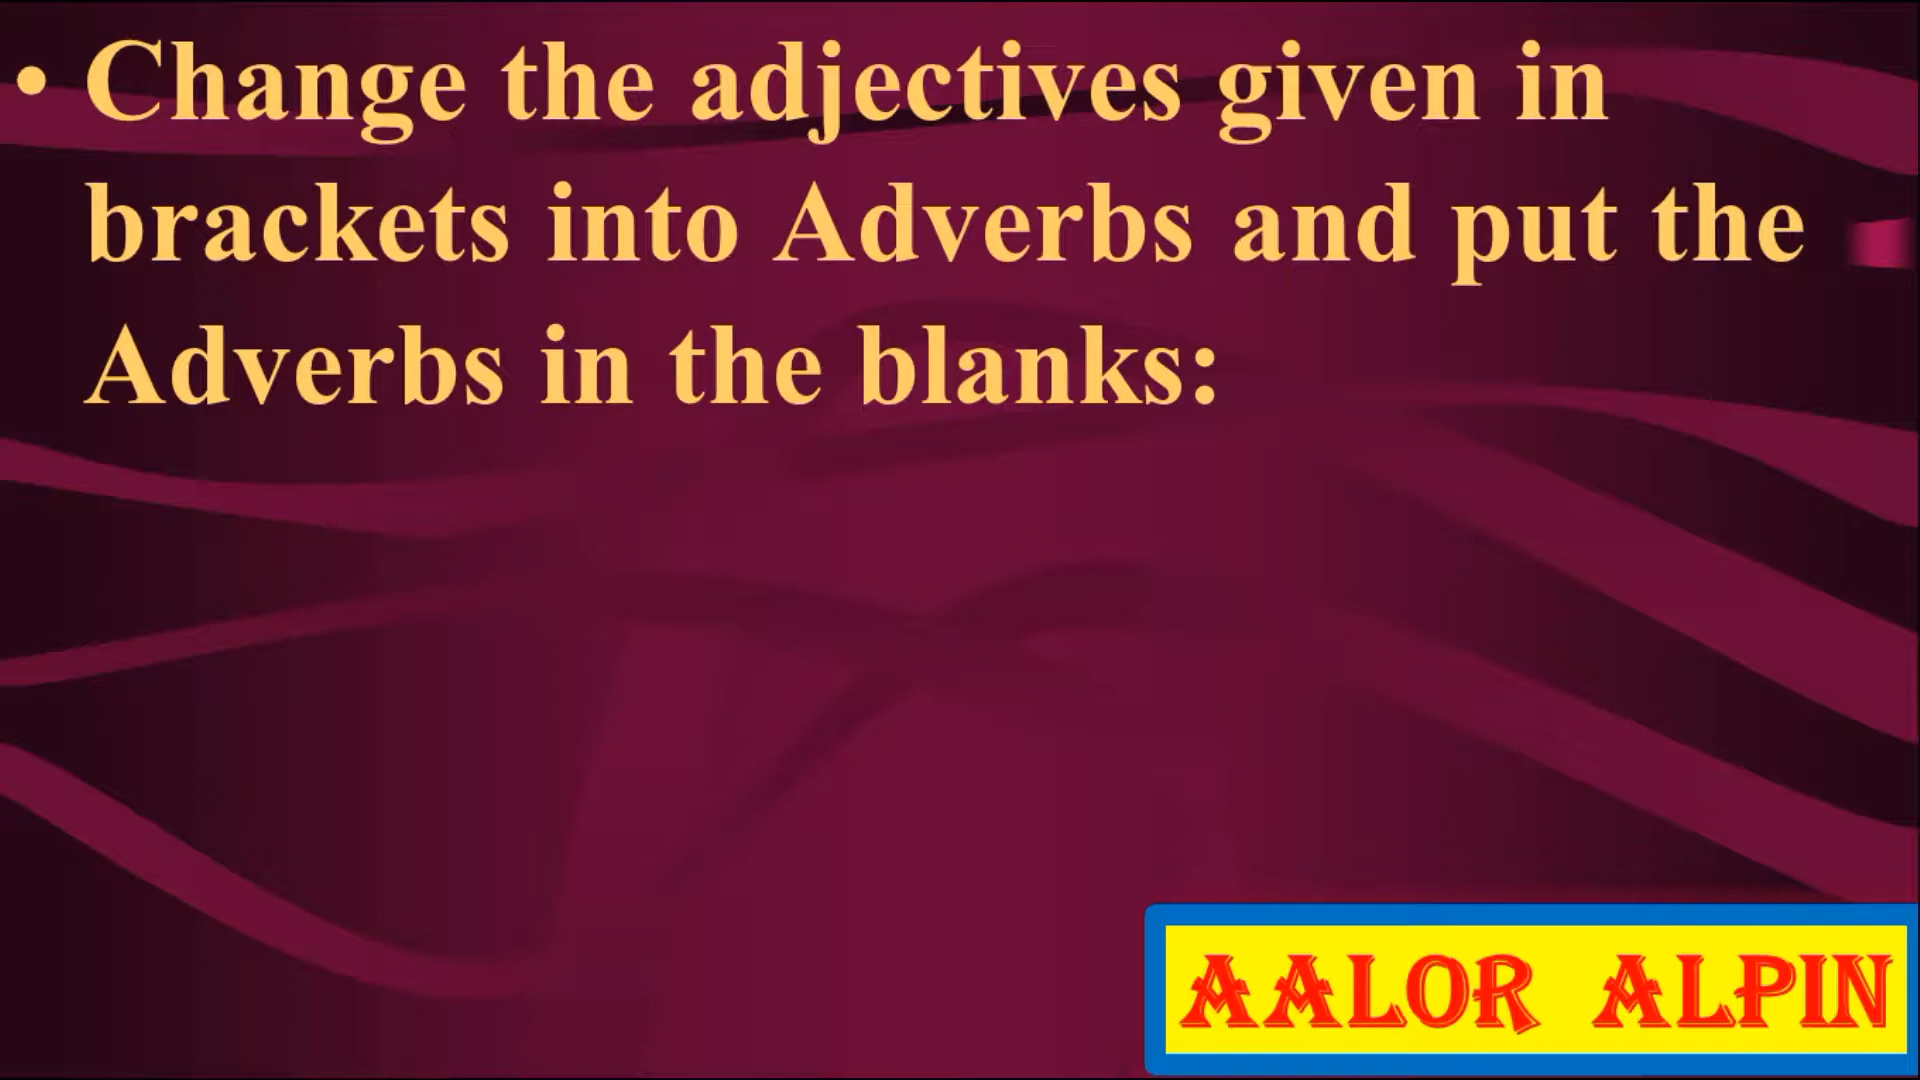 • Change the adjectives given in
brackets into Adverbs and put the
Adverbs in the blanks:
AALOR ALPIN